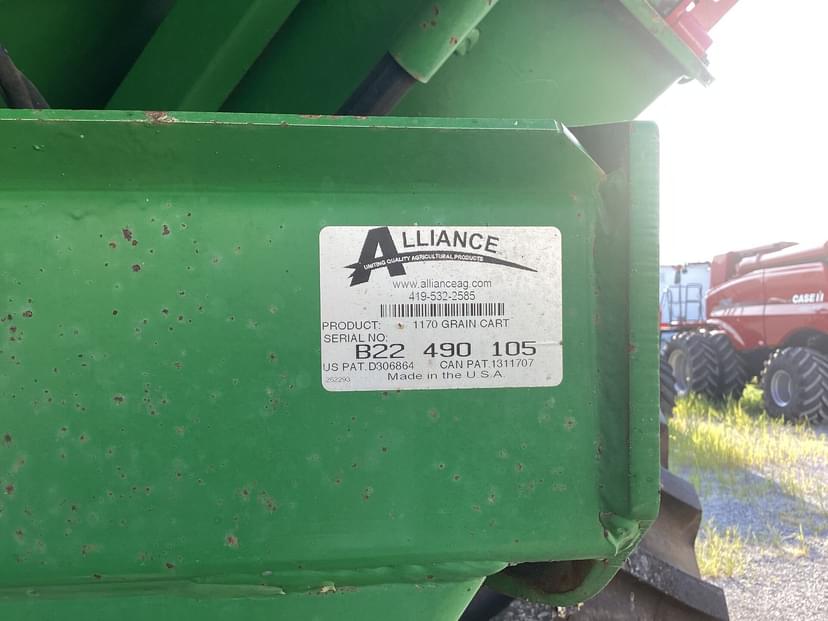 ALLIANCE
UNITING QUALITY AGRICULTURAL PRODUCTS
www.allianceag.com
419-532-2585
PRODUCT: 1170 GRAIN CART
SERIAL NO:
B22 490 105
US PAT.D306864 CAN PAT.1311707
252293 Made in the U.S.A.
CASE IH